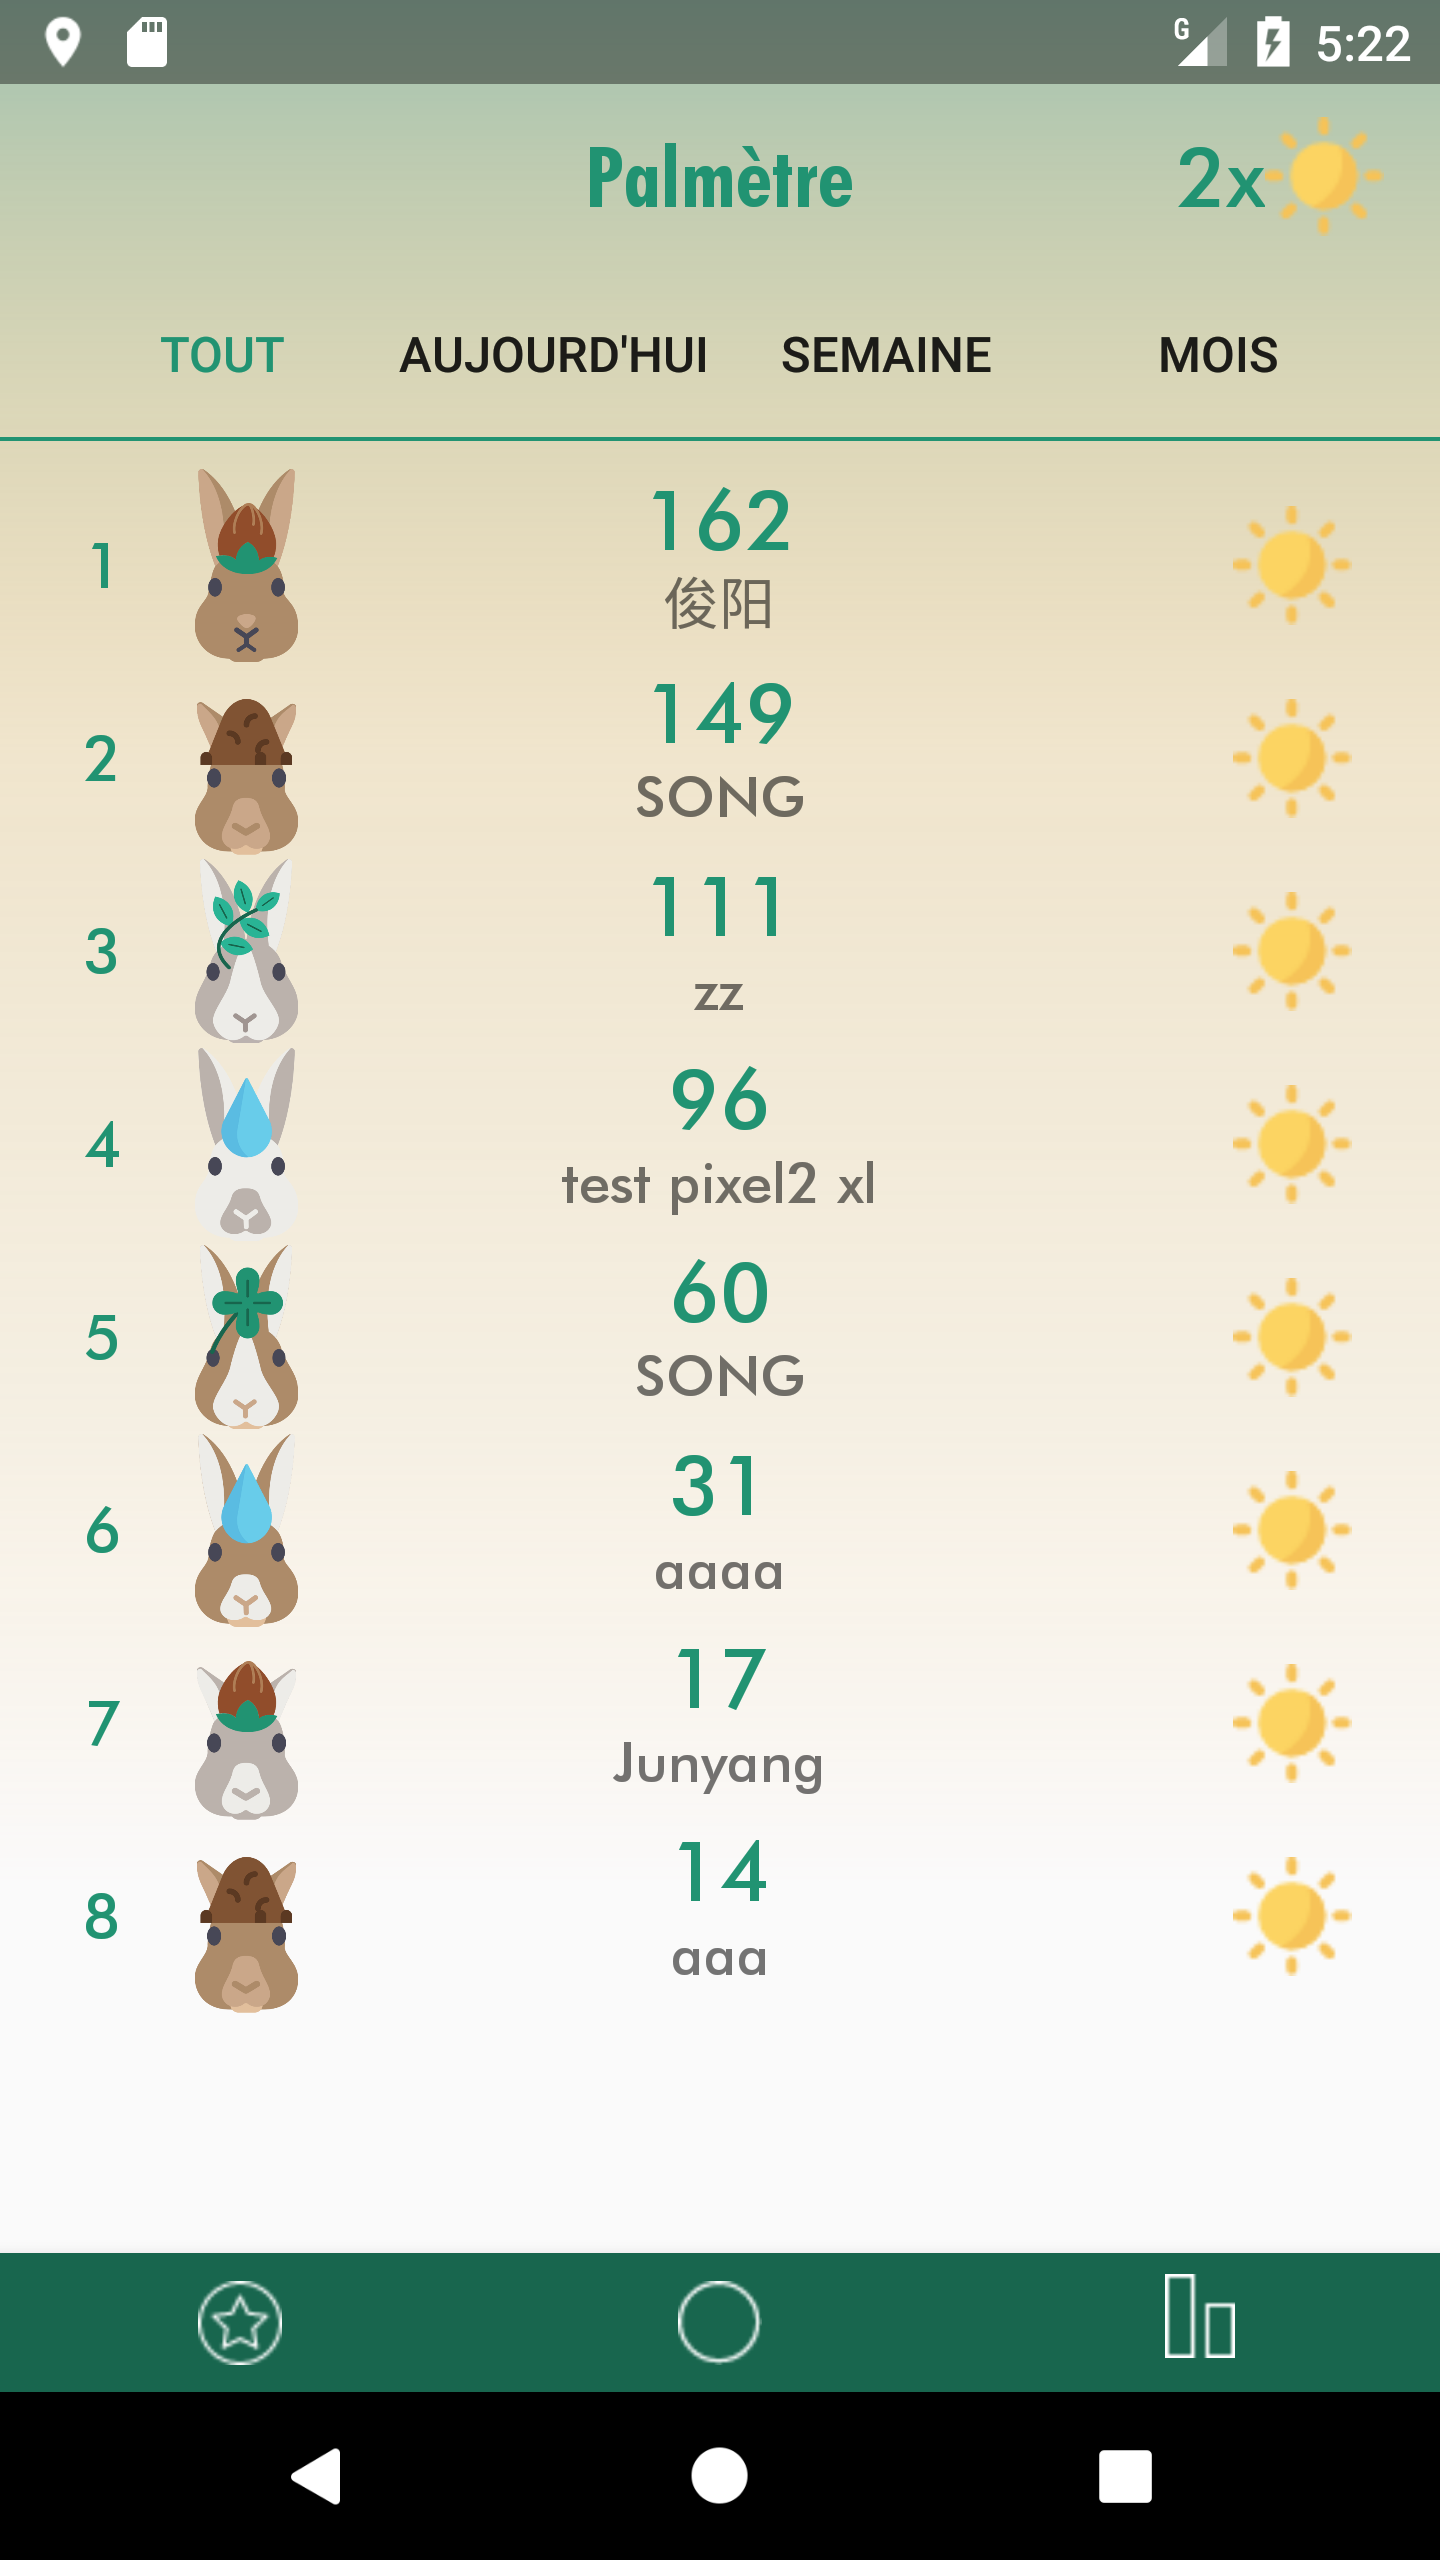 G 5:22
Palmètre
2x
TOUT AUJOURD'HUI SEMAINE MOIS
1
162
俊阳
2
149
SONG
3
111
zz
4
96
test pixel2 xl
5
60
SONG
6
31
aaaa
7
17
Junyang
8
14
aaa